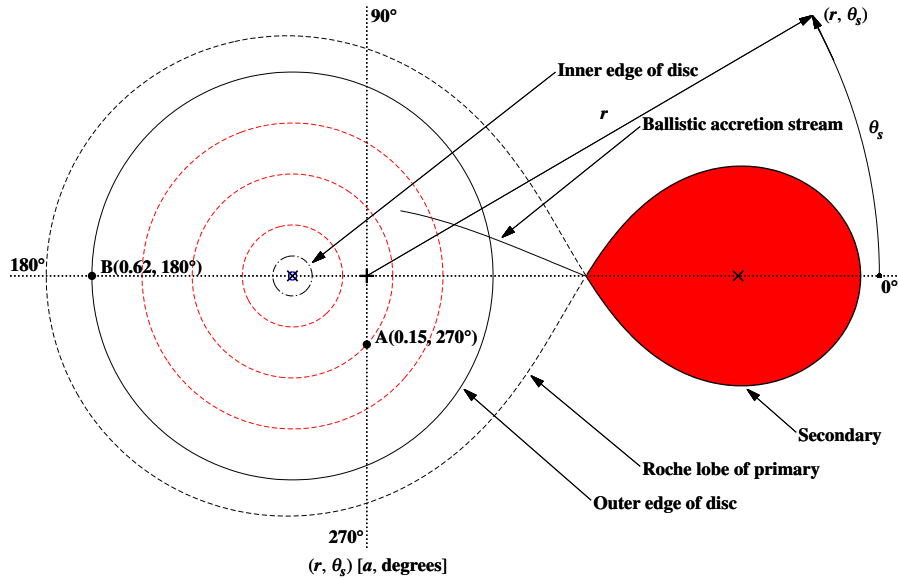 90°
(r, θs)
Inner edge of disc
r
Ballistic accretion stream
θs
180°
B(0.62, 180°)
0°
A(0.15, 270°)
Secondary
Roche lobe of primary
Outer edge of disc
270°
(r, θs) [a, degrees]